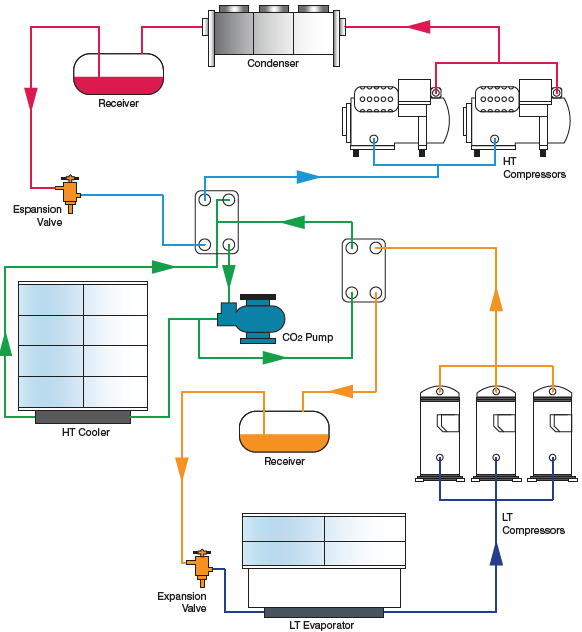 Condenser
Receiver
HT
Compressors
Espansion
Valve
CO2 Pump
HT Cooler
Receiver
LT
Compressors
Expansion
Valve
LT Evaporator